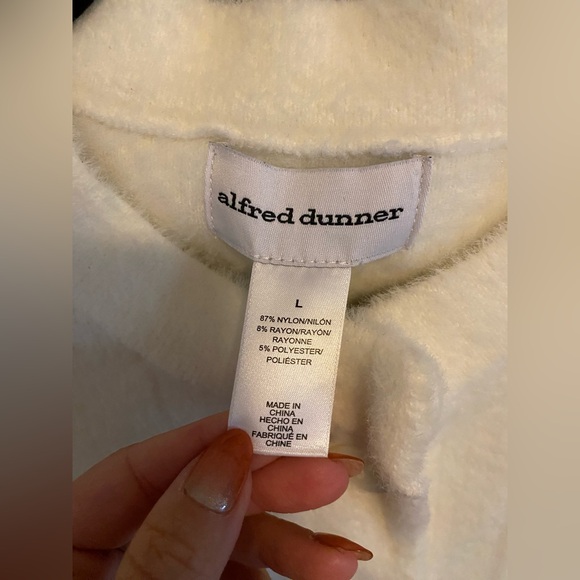 alfred dunner
L
87% NYLON/NILÓN
8% RAYON/RAYÓN/
RAYONNE
5% POLYESTER/
POLIÉSTER
MADE IN
CHINA
HECHO EN
CHINA
FABRIQUÉ EN
CHINE